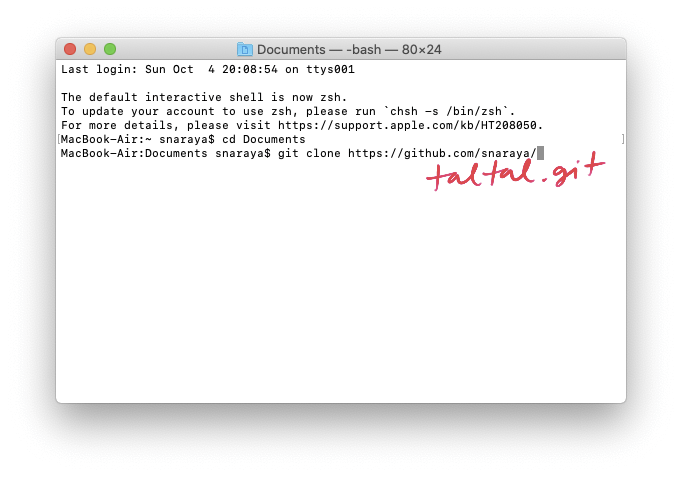 Documents — -bash — 80×24
Last login: Sun Oct  4 20:08:54 on ttys001
The default interactive shell is now zsh.
To update your account to use zsh, please run `chsh -s /bin/zsh`.
For more details, please visit https://support.apple.com/kb/HT208050.
[MacBook-Air:~ snaraya$ cd Documents ]
MacBook-Air:Documents snaraya$ git clone https://github.com/snaraya/
taltal.git